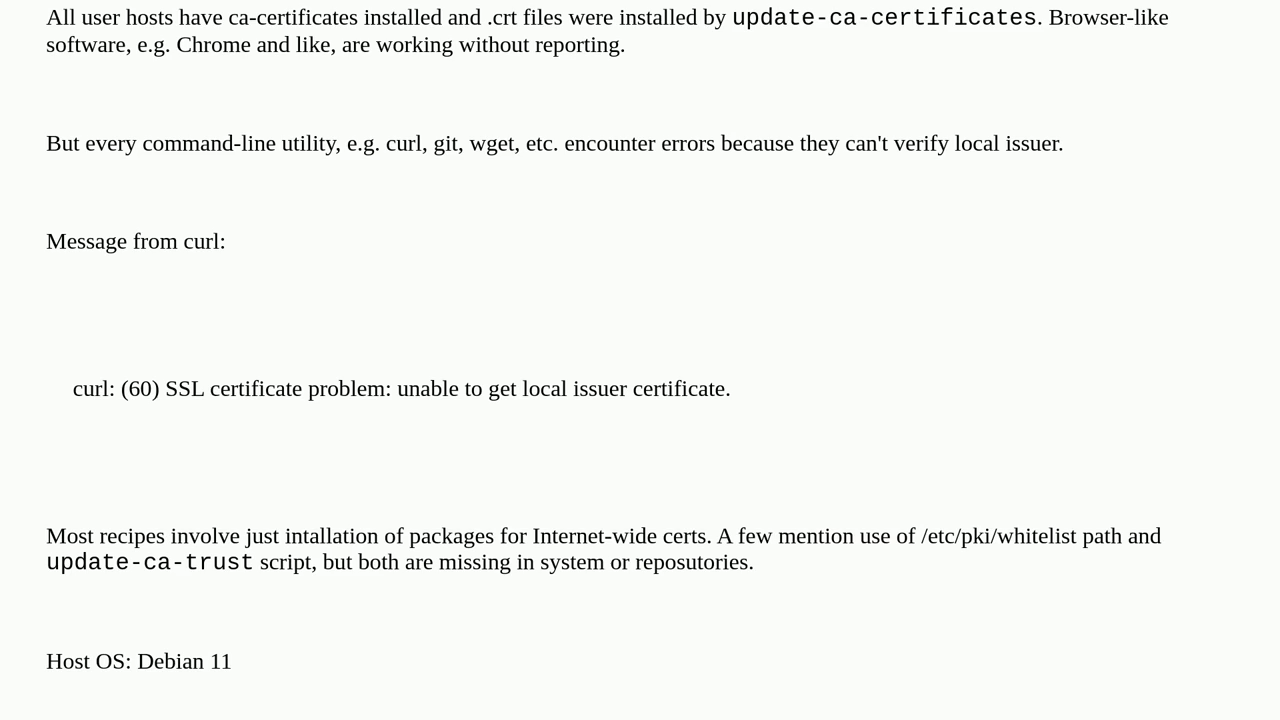 All user hosts have ca-certificates installed and .crt files were installed by update-ca-certificates. Browser-like
software, e.g. Chrome and like, are working without reporting.
But every command-line utility, e.g. curl, git, wget, etc. encounter errors because they can't verify local issuer.
Message from curl:
curl: (60) SSL certificate problem: unable to get local issuer certificate.
Most recipes involve just intallation of packages for Internet-wide certs. A few mention use of /etc/pki/whitelist path and
update-ca-trust script, but both are missing in system or reposutories.
Host OS: Debian 11